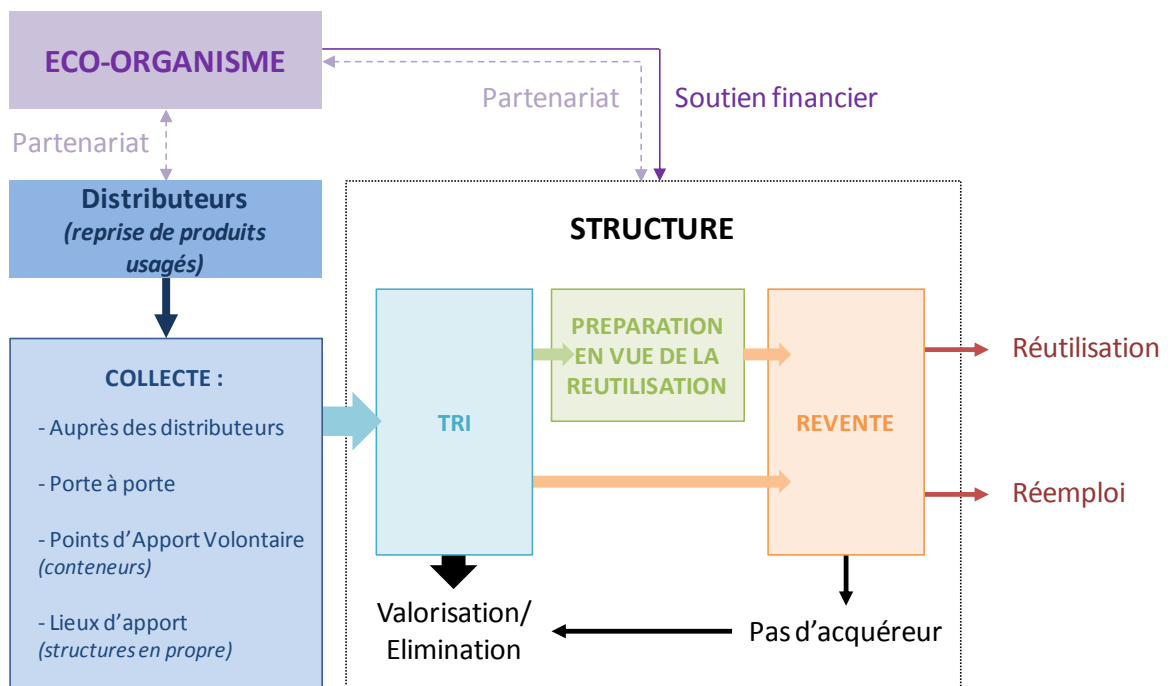 ECO-ORGANISME
Partenariat
Soutien financier
Partenariat
Distributeurs
(reprise de produits
usagés)
STRUCTURE
COLLECTE :
- Auprès des distributeurs
- Porte à porte
- Points d'Apport Volontaire
(conteneurs)
- Lieux d'apport
(structures en propre)
TRI
PREPARATION
EN VUE DE LA
REUTILISATION
REVENTE
Réutilisation
Réemploi
Valorisation/
Elimination
Pas d'acquéreur